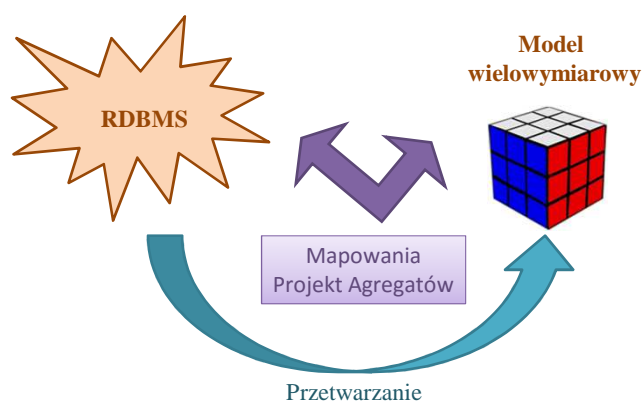 RDBMS
Model
wielowymiarowy
Mapowania
Projekt Agregatów
Przetwarzanie